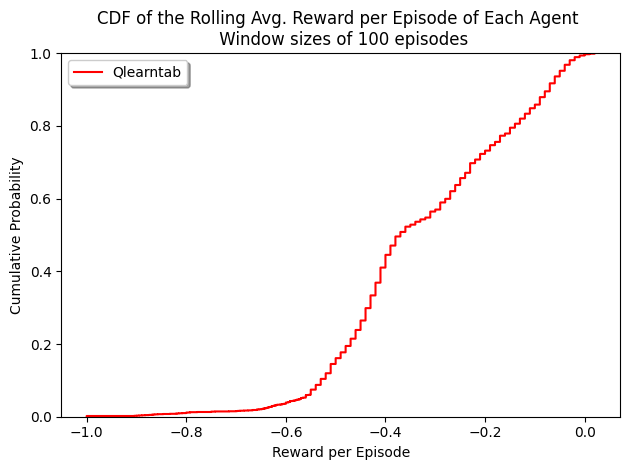 CDF of the Rolling Avg. Reward per Episode of Each Agent
Window sizes of 100 episodes
Qlearntab
1.0
0.8
0.6
0.4
0.2
0.0
Cumulative Probability
−1.0
−0.8
−0.6
−0.4
−0.2
0.0
Reward per Episode